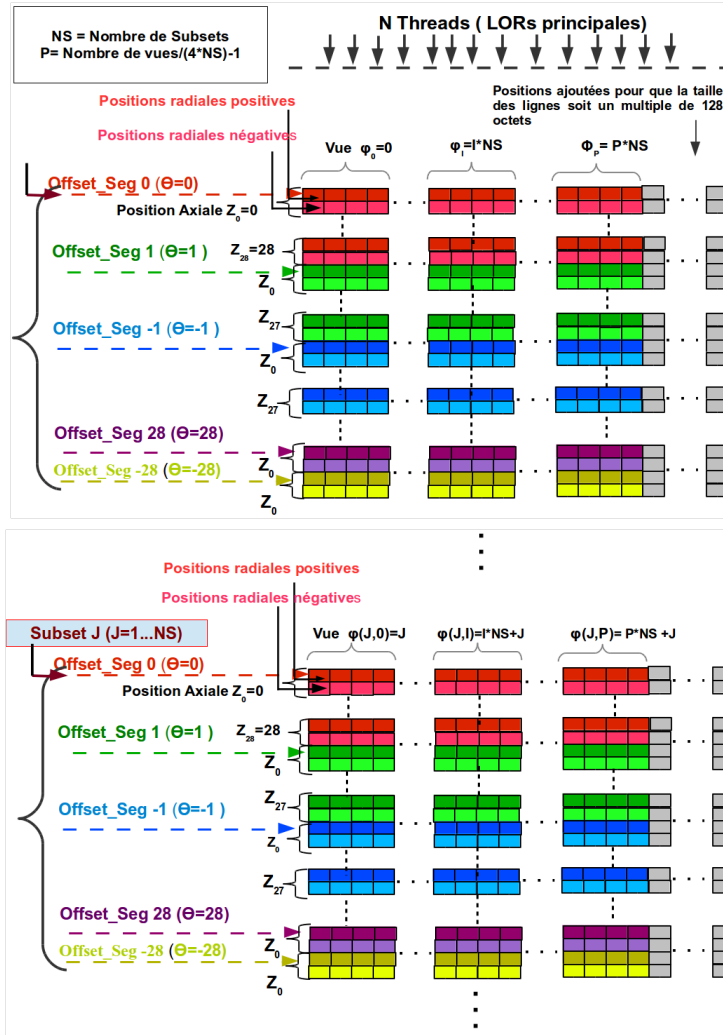 NS = Nombre de Subsets
P= Nombre de vues/(4*NS)-1
N Threads ( LORs principales)
Positions ajoutées pour que la taille
des lignes soit un multiple de 128
octets
Positions radiales positives
Positions radiales négatives
Vue φ₀=0
φ_I=I*NS
Φ_P= P*NS
Offset_Seg 0 (Θ=0)
Position Axiale Z₀=0
Offset_Seg 1 (Θ=1 )
Z₂₈=28
Z₀
Z₂₇
Offset_Seg -1 (Θ=-1 )
Z₀
Z₂₇
Offset_Seg 28 (Θ=28)
Z₀
Offset_Seg -28 (Θ=-28)
Z₀
Positions radiales positives
Positions radiales négatives
Subset J (J=1...NS)
Vue φ(J,0)=J
φ(J,I)=I*NS+J
φ(J,P)= P*NS +J
Offset_Seg 0 (Θ=0)
Position Axiale Z₀=0
Offset_Seg 1 (Θ=1 )
Z₂₈=28
Z₀
Z₂₇
Offset_Seg -1 (Θ=-1 )
Z₀
Z₂₇
Offset_Seg 28 (Θ=28)
Z₀
Offset_Seg -28 (Θ=-28)
Z₀